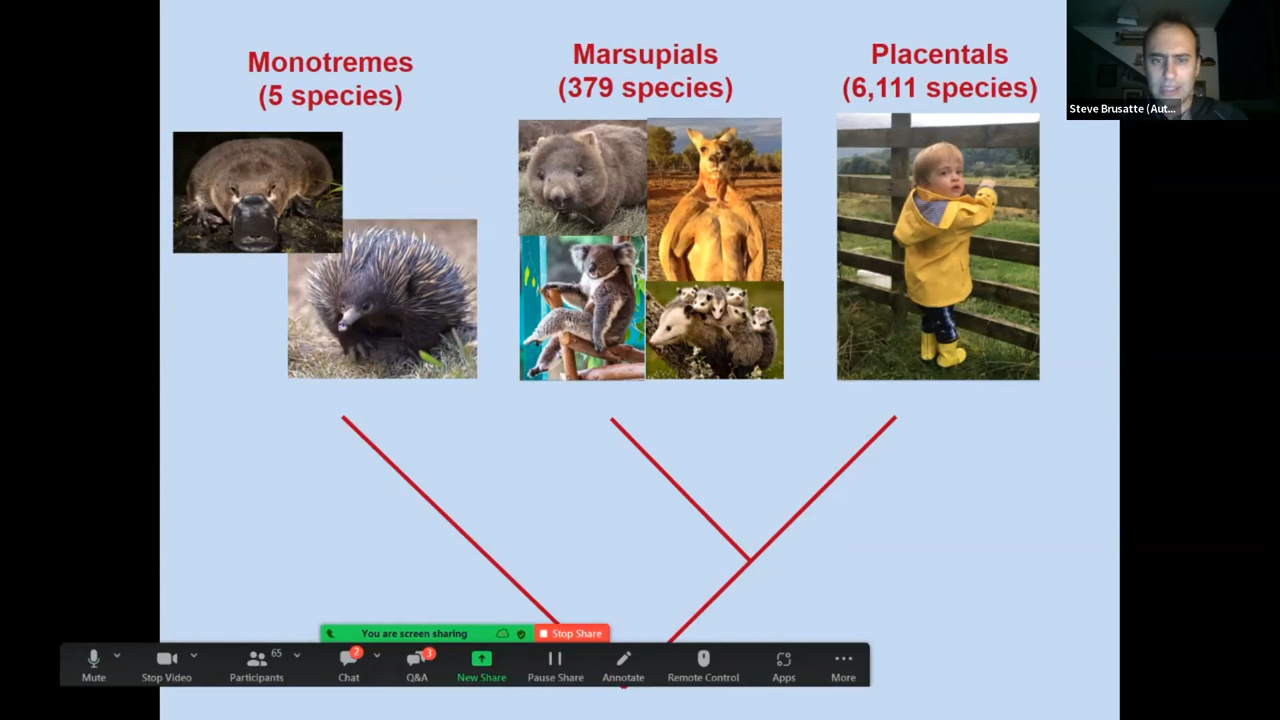 Monotremes
(5 species)
Marsupials
(379 species)
Placentals
(6,111 species)
Steve Brusatte (Aut...
You are screen sharing
Stop Share
Mute
Stop Video
65
Participants
2
Chat
3
Q&A
New Share
Pause Share
Annotate
Remote Control
Apps
More